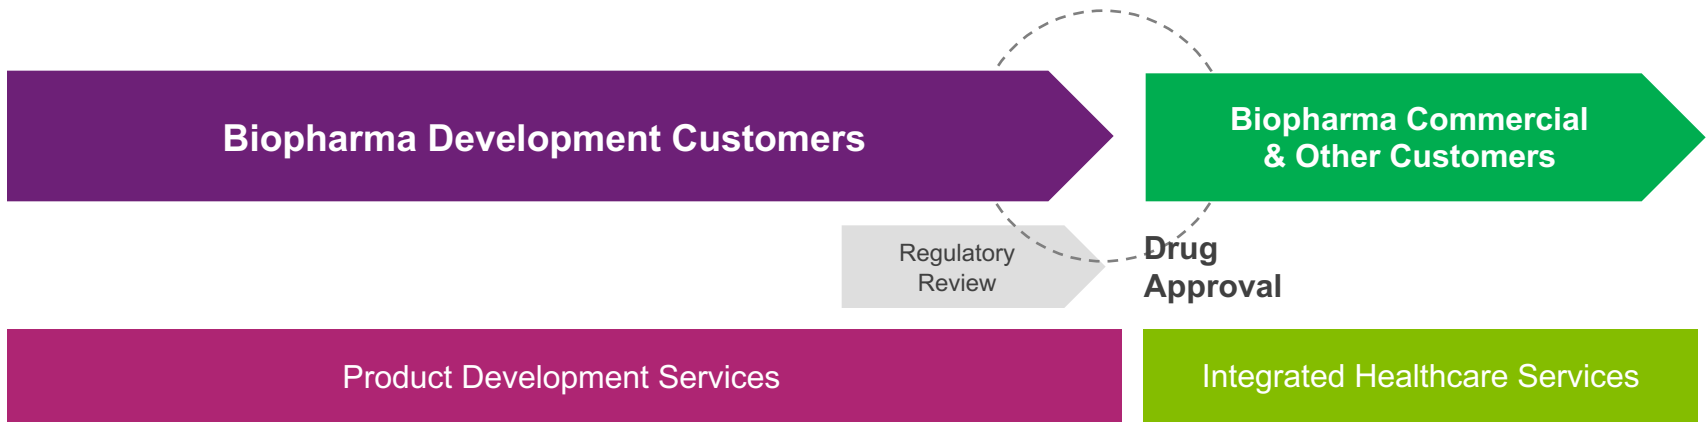 Biopharma Development Customers
Biopharma Commercial
& Other Customers
Regulatory
Review
Drug
Approval
Product Development Services
Integrated Healthcare Services